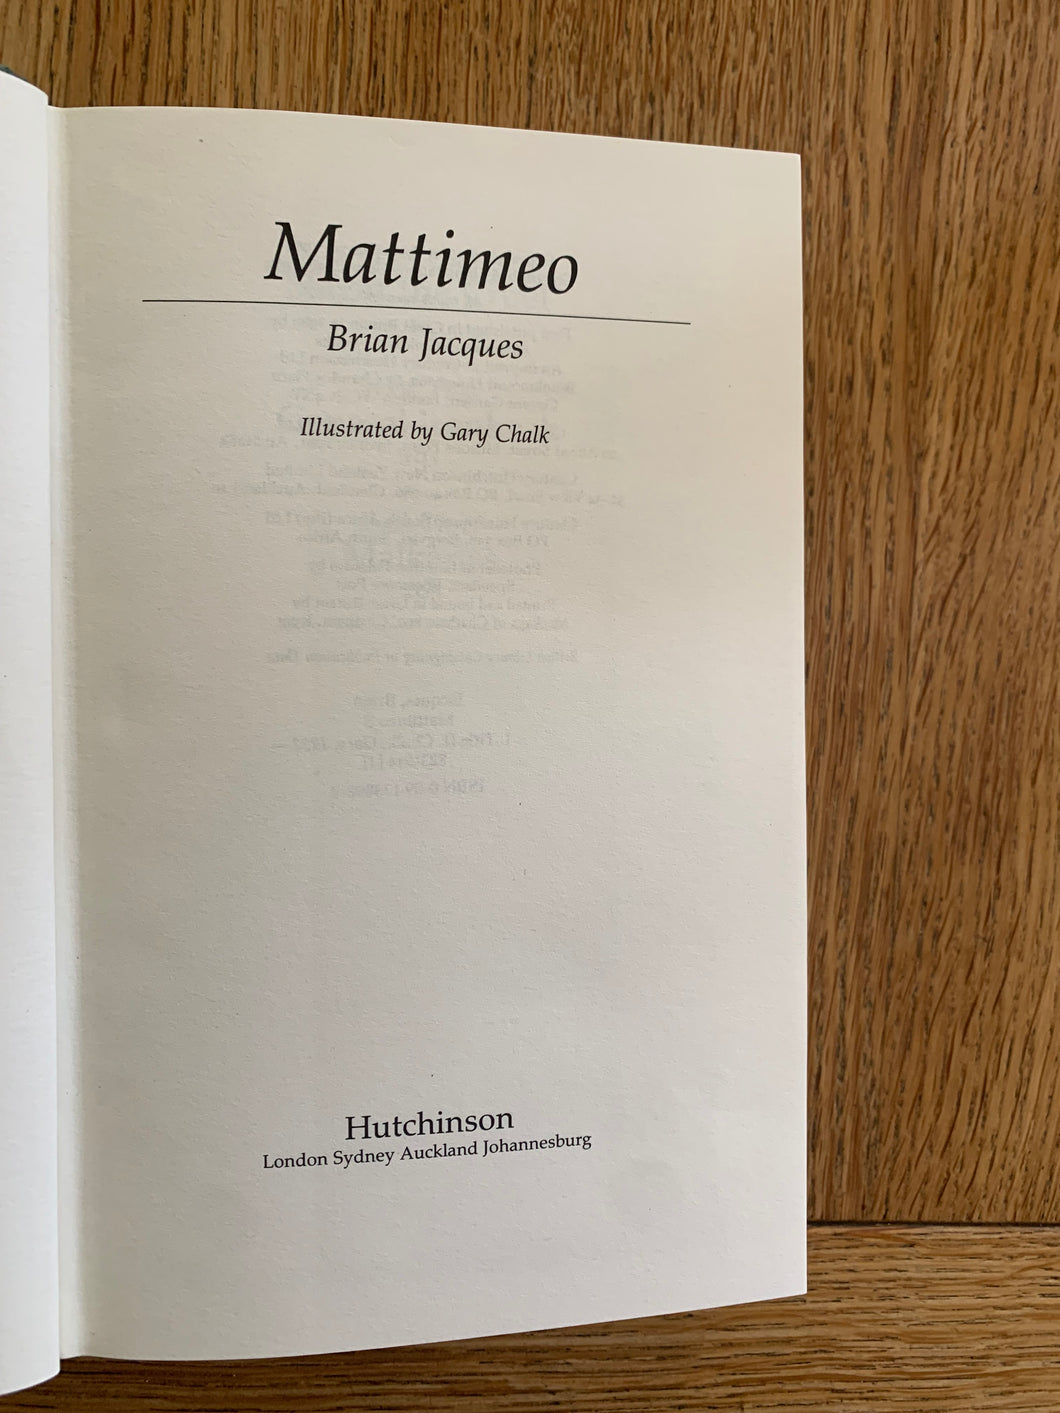 Mattimeo
Brian Jacques
Illustrated by Gary Chalk
Hutchinson
London Sydney Auckland Johannesburg